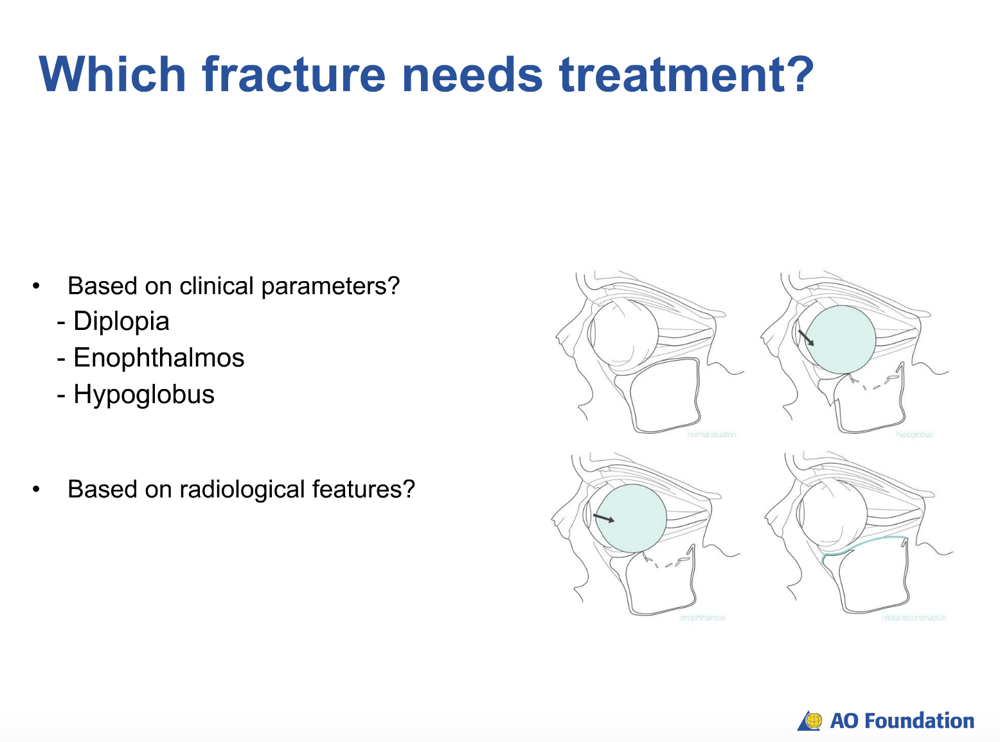 Which fracture needs treatment?
• Based on clinical parameters?
- Diplopia
- Enophthalmos
- Hypoglobus
• Based on radiological features?
normal situation
hypoglobus
enophthalmos
orbital reconstruction
AO Foundation